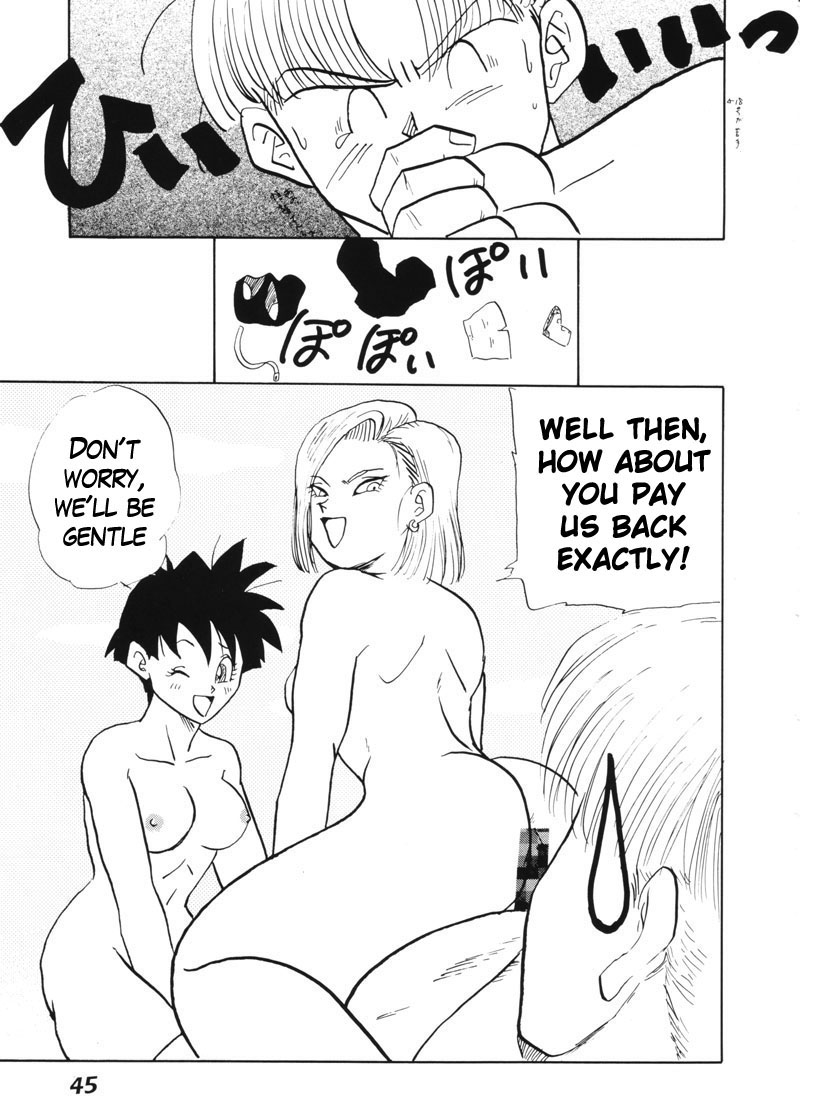 ひぃぃ
いいいっ
ぽい
ぽぽい
WELL THEN,
HOW ABOUT
YOU PAY
US BACK
EXACTLY!
DON'T
WORRY,
WE'LL BE
GENTLE
45